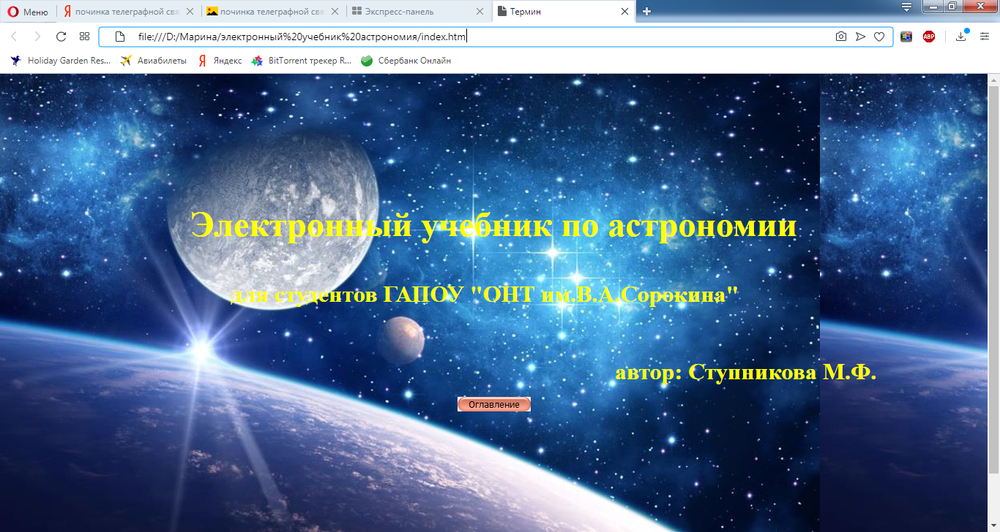 Меню
починка телеграфной свя
починка телеграфной свя
Экспресс-панель
Термин
file:///D:/Марина/электронный%20учебник%20астрономия/index.htm
ABP
Holiday Garden Res...
Авиабилеты
Яндекс
BitTorrent трекер R...
Сбербанк Онлайн
Электронный учебник по астрономии
для студентов ГАПОУ "ОНТ им.В.А.Сорокина"
автор: Ступникова М.Ф.
Оглавление